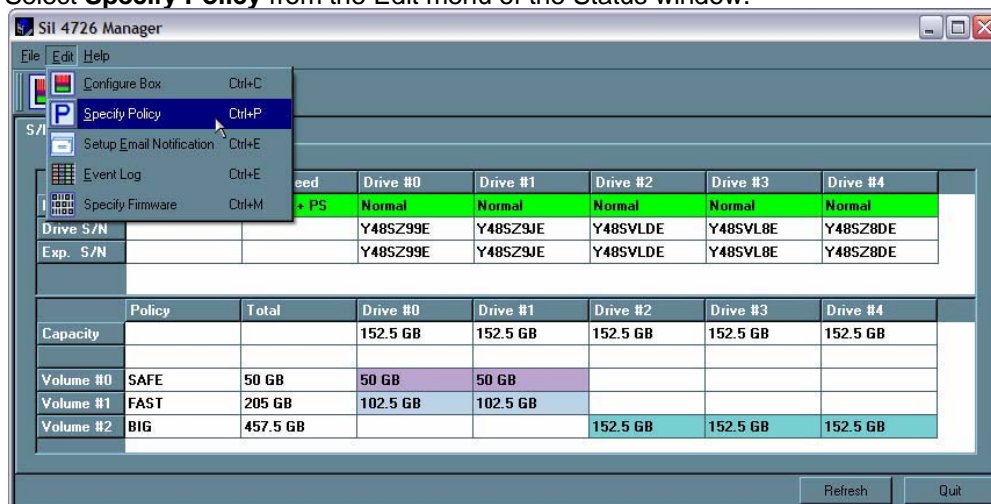 Select Specify Policy from the Edit menu of the Status window.
SiI 4726 Manager
File Edit Help
Configure Box Ctrl+C
Specify Policy Ctrl+P
Setup Email Notification Ctrl+E
Event Log Ctrl+E
Specify Firmware Ctrl+M
Drive #0 Drive #1 Drive #2 Drive #3 Drive #4
+ PS Normal Normal Normal Normal Normal
Drive S/N Y48SZ99E Y48SZ9JE Y48SVLDE Y48SVL8E Y48SZ8DE
Exp. S/N Y48SZ99E Y48SZ9JE Y48SVLDE Y48SVL8E Y48SZ8DE
Policy Total Drive #0 Drive #1 Drive #2 Drive #3 Drive #4
Capacity 152.5 GB 152.5 GB 152.5 GB 152.5 GB 152.5 GB
Volume #0 SAFE 50 GB 50 GB 50 GB
Volume #1 FAST 205 GB 102.5 GB 102.5 GB
Volume #2 BIG 457.5 GB 152.5 GB 152.5 GB 152.5 GB
Refresh Quit